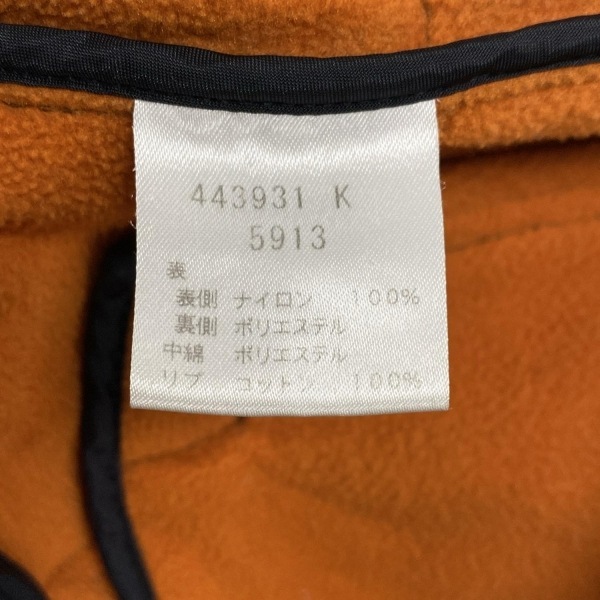 443931 K
5913
表
表側 ナイロン 100%
裏側 ポリエステル
中綿 ポリエステル
リブ コットン 100%